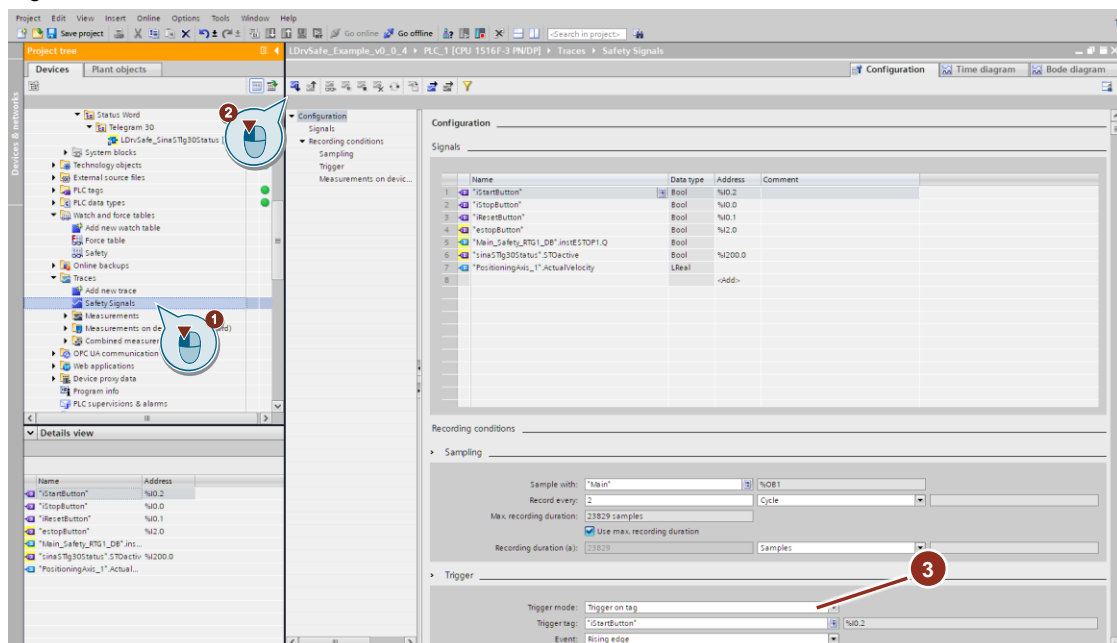 Project Edit View Insert Online Options Tools Window Help
Save project Go online Go offline <Search in project>
Project tree
LDrvSafe_Example_v0_0_4 PLC_1 [CPU 1516F-3 PN/DP] Traces Safety Signals
Devices Plant objects
Configuration Time diagram Bode diagram
Devices & networks
Status Word
Telegram 30
LDrvSafe_SinaSTlg30Status [
System blocks
Technology objects
External source files
PLC tags
PLC data types
Watch and force tables
Add new watch table
Force table
Safety
Online backups
Traces
Add new trace
Safety Signals
Measurements
Measurements on de
Combined measurer
OPC UA communication
Web applications
Device proxy data
Program info
PLC supervisions & alarms
2
1
Details view
Name Address
"iStartButton" %I0.2
"iStopButton" %I0.0
"iResetButton" %I0.1
"estopButton" %I2.0
"Main_Safety_RTG1_DB".ins...
"sinaSTlg30Status".STOactiv %I200.0
"PositioningAxis_1".Actual...
Configuration
Signals
Recording conditions
Sampling
Trigger
Measurements on devic...
Configuration
Signals
Name Data type Address Comment
1 "iStartButton" Bool %I0.2
2 "iStopButton" Bool %I0.0
3 "iResetButton" Bool %I0.1
4 "estopButton" Bool %I2.0
5 "Main_Safety_RTG1_DB".instESTOP1.Q Bool
6 "sinaSTlg30Status".STOactive Bool %I200.0
7 "PositioningAxis_1".ActualVelocity LReal
8 <Add>
Recording conditions
Sampling
Sample with: "Main" %OB1
Record every: 2 Cycle
Max. recording duration: 23829 samples
Use max. recording duration
Recording duration (a): 23829 Samples
Trigger
3
Trigger mode: Trigger on tag
Trigger tag: "iStartButton" %I0.2
Event: Rising edge